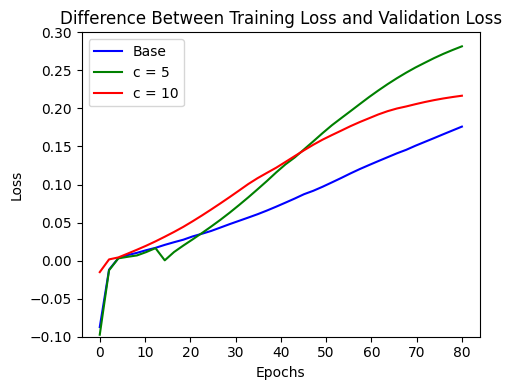 Difference Between Training Loss and Validation Loss
0.30
0.25
0.20
0.15
0.10
0.05
0.00
−0.05
−0.10
Loss
Base
c = 5
c = 10
0 10 20 30 40 50 60 70 80
Epochs